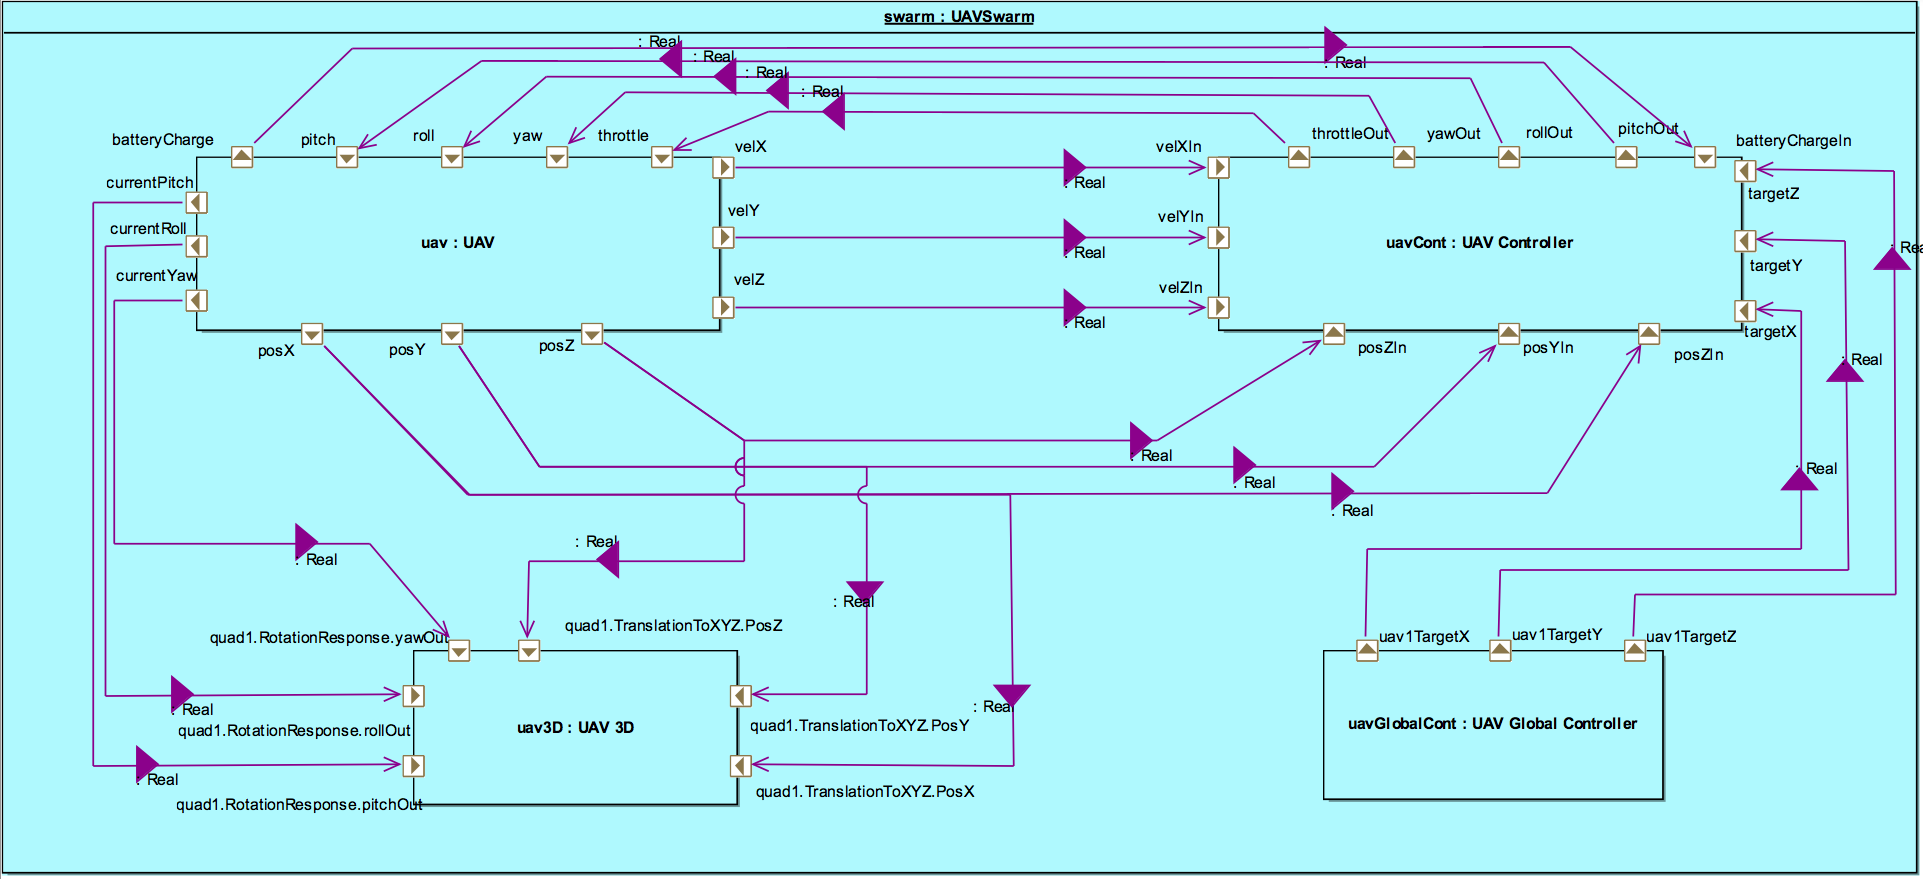 swarm : UAVSwarm
: Real
: Real
: Real
: Real
: Real
batteryCharge
pitch
roll
yaw
throttle
velX
velXIn
throttleOut
yawOut
rollOut
pitchOut
batteryChargeIn
currentPitch
: Real
targetZ
currentRoll
velY
velYIn
uav : UAV
uavCont : UAV Controller
: Real
: Rea
currentYaw
targetY
velZ
velZIn
: Real
targetX
posX
posY
posZ
posZIn
posYIn
posZIn
: Real
: Real
: Real
: Real
: Real
: Real
: Real
: Real
quad1.RotationResponse.yawOut
quad1.TranslationToXYZ.PosZ
uav1TargetX
uav1TargetY
uav1TargetZ
: Real
: Real
quad1.RotationResponse.rollOut
uav3D : UAV 3D
quad1.TranslationToXYZ.PosY
uavGlobalCont : UAV Global Controller
: Real
quad1.RotationResponse.pitchOut
quad1.TranslationToXYZ.PosX